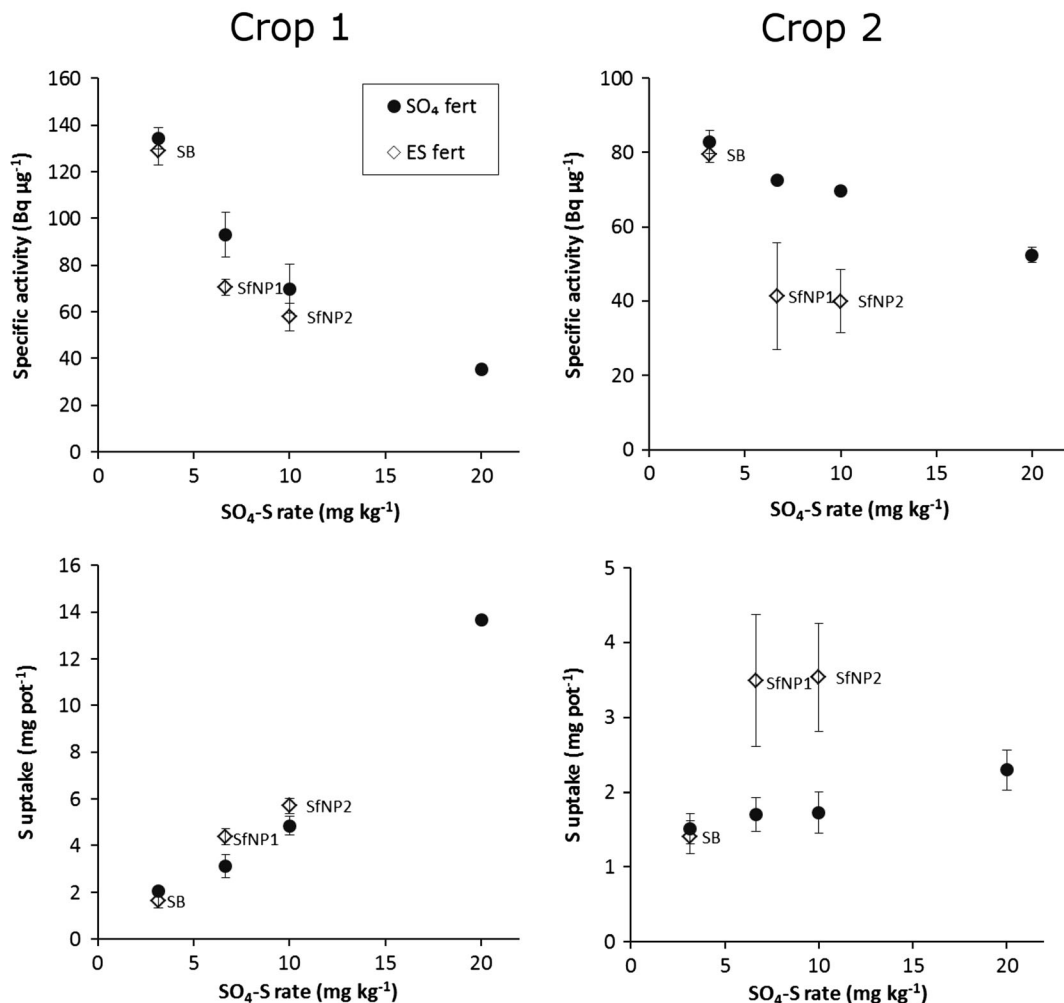 Crop 1
Crop 2
160
140
120
100
80
60
40
20
0
Specific activity (Bq µg⁻¹)
● SO₄ fert
◇ ES fert
SB
SfNP1
SfNP2
0 5 10 15 20
SO₄-S rate (mg kg⁻¹)
100
80
60
40
20
0
Specific activity (Bq µg⁻¹)
SB
SfNP1
SfNP2
0 5 10 15 20
SO₄-S rate (mg kg⁻¹)
16
14
12
10
8
6
4
2
0
S uptake (mg pot⁻¹)
SfNP2
SfNP1
SB
0 5 10 15 20
SO₄-S rate (mg kg⁻¹)
5
4
3
2
1
0
S uptake (mg pot⁻¹)
SfNP1
SfNP2
SB
0 5 10 15 20
SO₄-S rate (mg kg⁻¹)